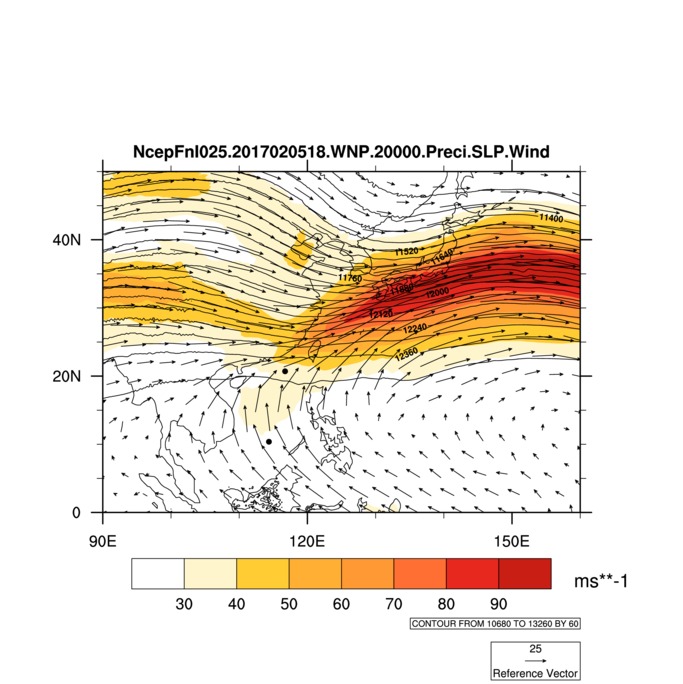 NcepFnl025.2017020518.WNP.20000.Preci.SLP.Wind
11400
40N
11520
11640
11760
11880
12000
12120
12240
12360
20N
0
90E 120E 150E
ms**-1
30 40 50 60 70 80 90
CONTOUR FROM 10680 TO 13260 BY 60
25
Reference Vector